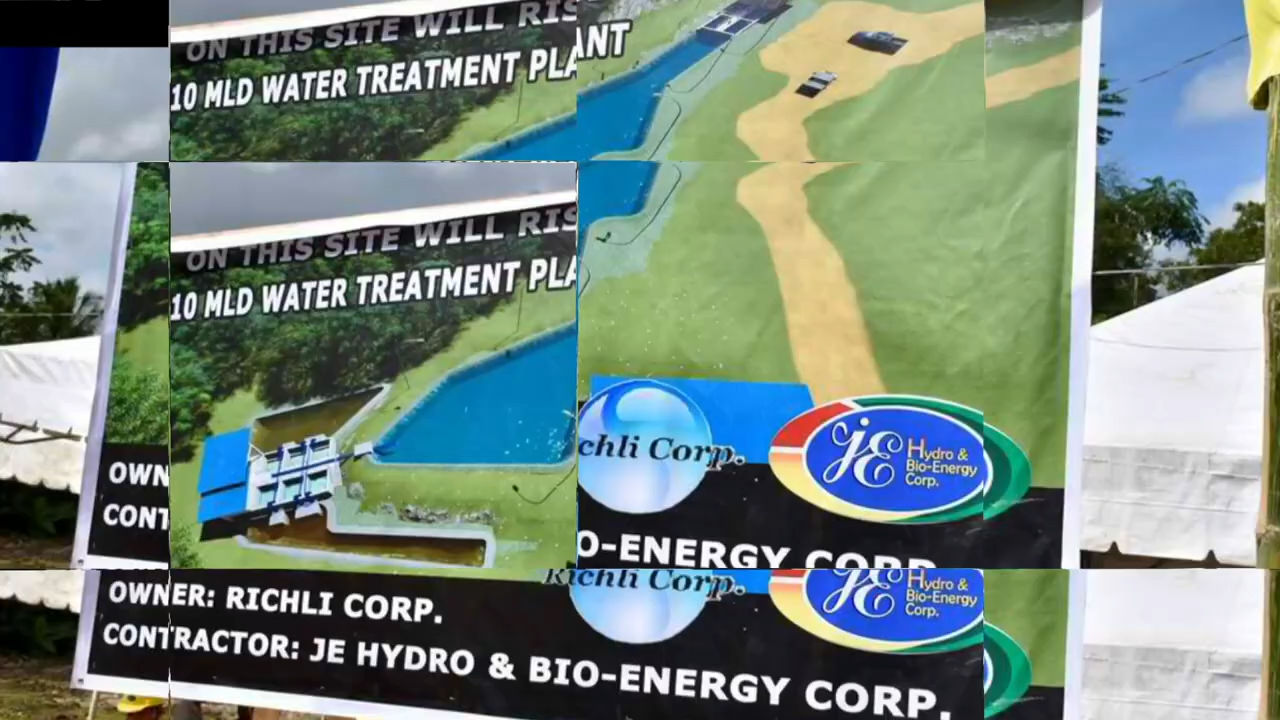 ON THIS SITE WILL RIS
10 MLD WATER TREATMENT PLANT
ON THIS SITE WILL RIS
10 MLD WATER TREATMENT PLA
chli Corp.
JE Hydro &
Bio-Energy
Corp.
OWN
CONT
O-ENERGY CORP.
Richli Corp.
JE Hydro &
Bio-Energy
Corp.
OWNER: RICHLI CORP.
CONTRACTOR: JE HYDRO & BIO-ENERGY CORP.